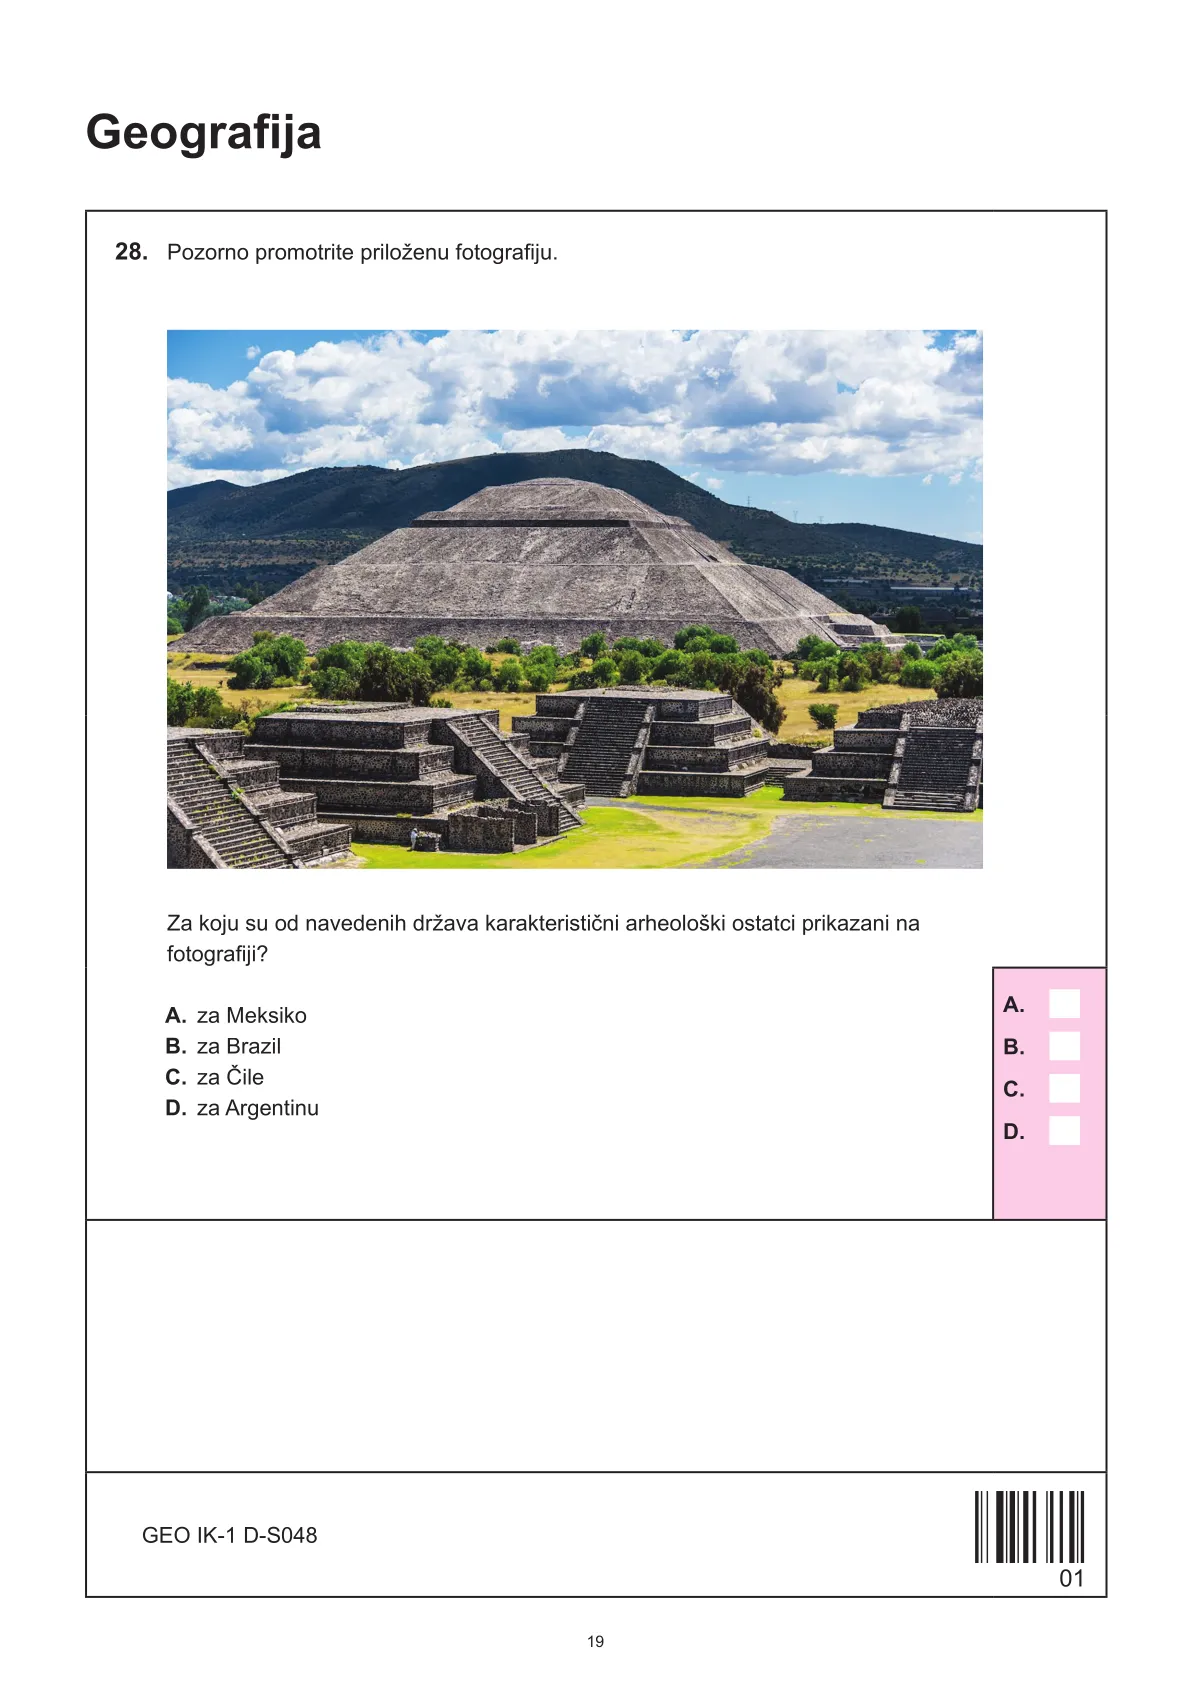 Geografija
28. Pozorno promotrite priloženu fotografiju.
Za koju su od navedenih država karakteristični arheološki ostatci prikazani na
fotografiji?
A. za Meksiko
B. za Brazil
C. za Čile
D. za Argentinu
A.
B.
C.
D.
GEO IK-1 D-S048
01
19